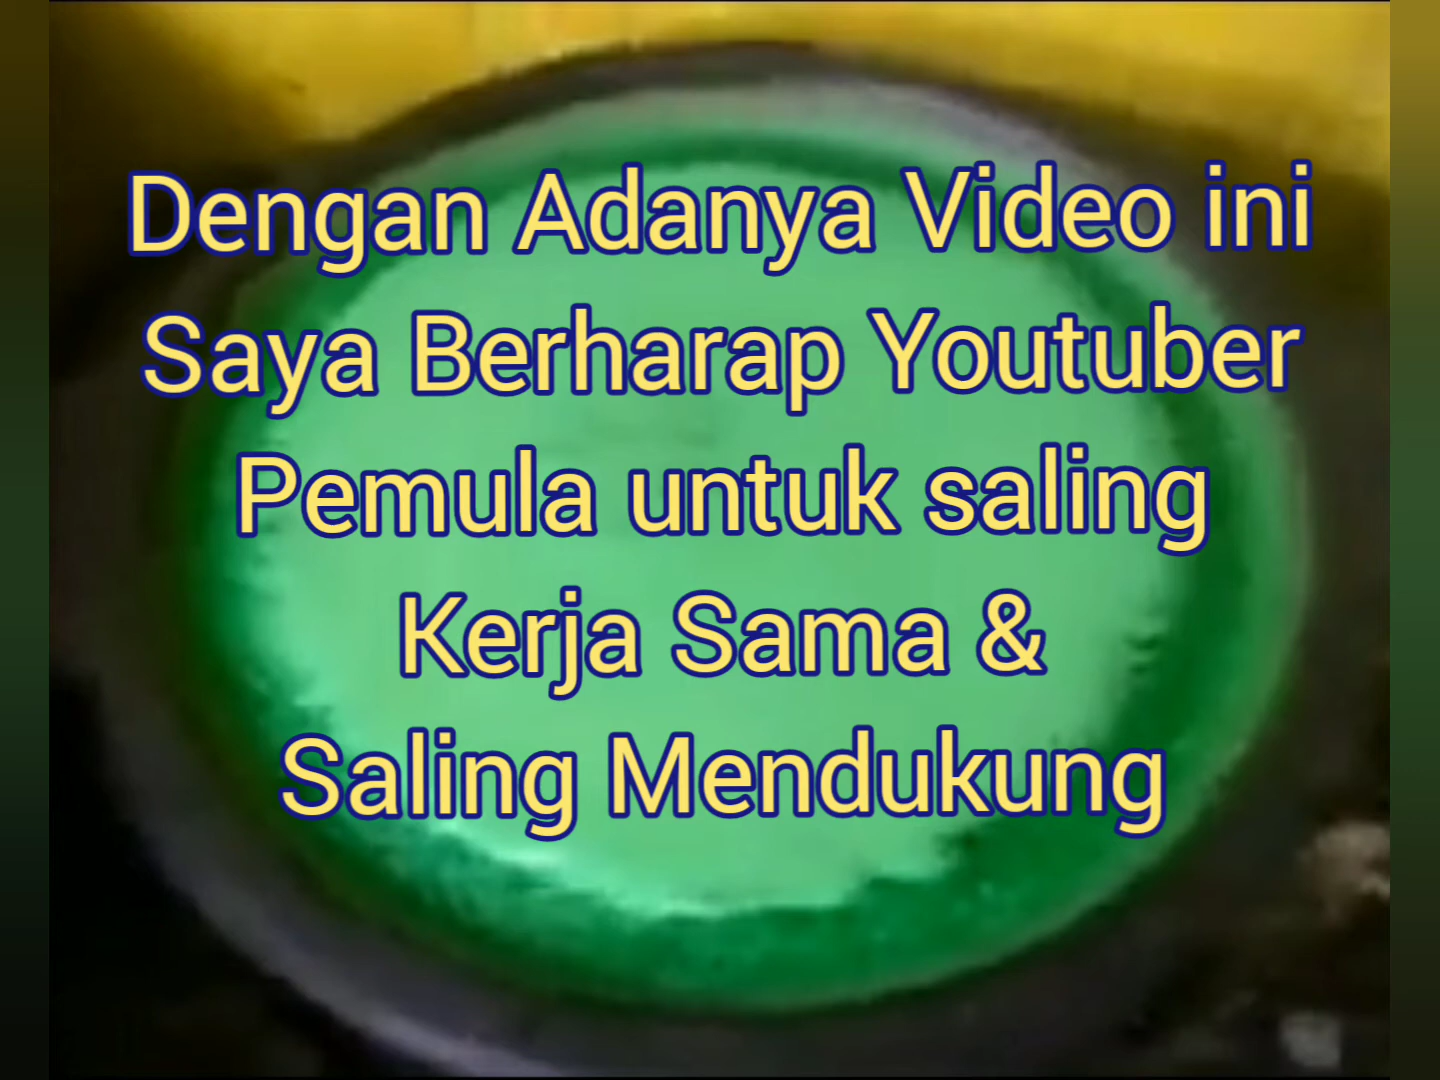 Dengan Adanya Video ini
Saya Berharap Youtuber
Pemula untuk saling
Kerja Sama &
Saling Mendukung